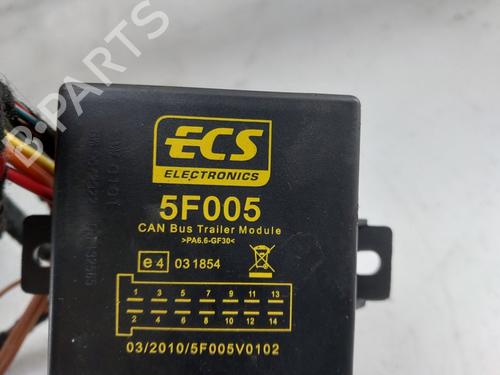 ECS
ELECTRONICS
5F005
CAN Bus Trailer Module
>PA6.6-GF30<
e4 031854
1 3 5 7 9 11 13
2 4 6 8 10 12 14
03/2010/5F005V0102
B-PARTS